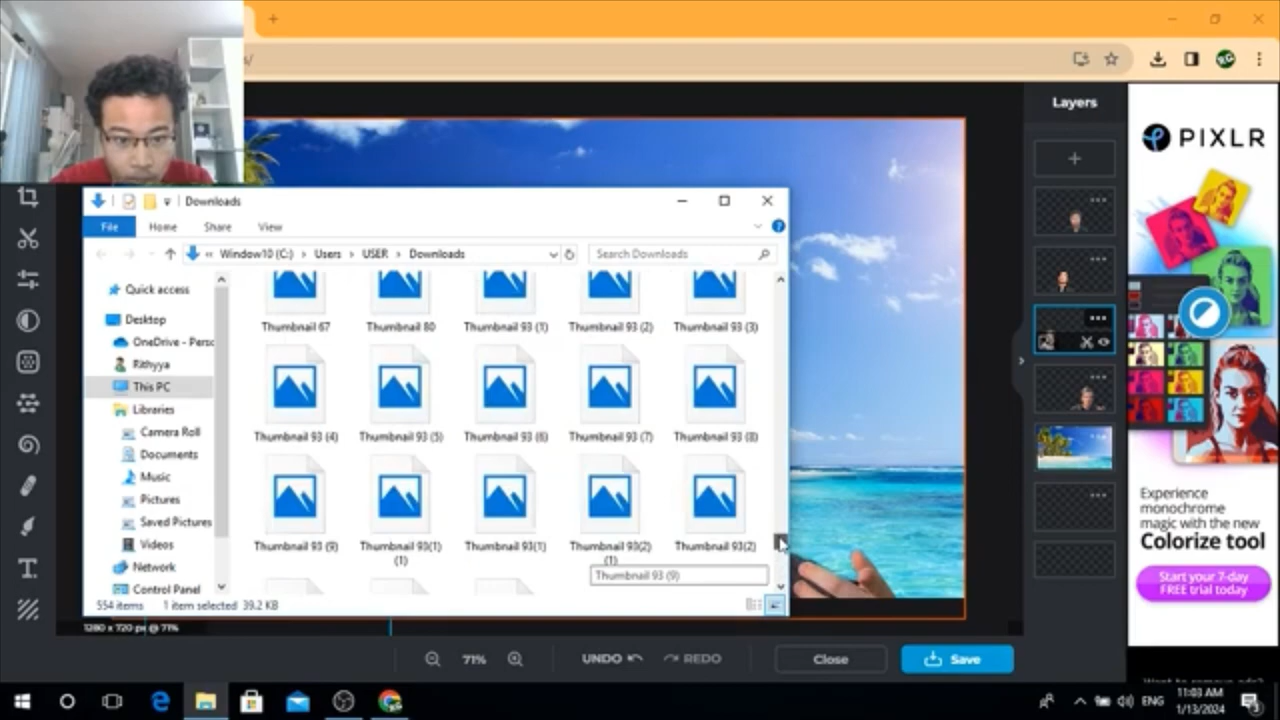 Layers
PIXLR
Downloads
File Home Share View
Window10 (C:) › Users › USER › Downloads
Search Downloads
Quick access
Desktop
OneDrive - Perso
Rithyya
This PC
Libraries
Camera Roll
Documents
Music
Pictures
Saved Pictures
Videos
Network
Control Panel
Thumbnail 67 Thumbnail 80 Thumbnail 93 (1) Thumbnail 93 (2) Thumbnail 93 (3)
Thumbnail 93 (4) Thumbnail 93 (5) Thumbnail 93 (6) Thumbnail 93 (7) Thumbnail 93 (8)
Thumbnail 93 (9) Thumbnail 93(1) Thumbnail 93(1) Thumbnail 93(2) Thumbnail 93(2)
(1) (1)
Thumbnail 93 (9)
554 items 1 item selected 39.2 KB
1280 x 720 px @ 71%
71% UNDO REDO Close Save
Experience
monochrome
magic with the new
Colorize tool
Start your 7-day
FREE trial today
ENG 11:03 AM
1/13/2024